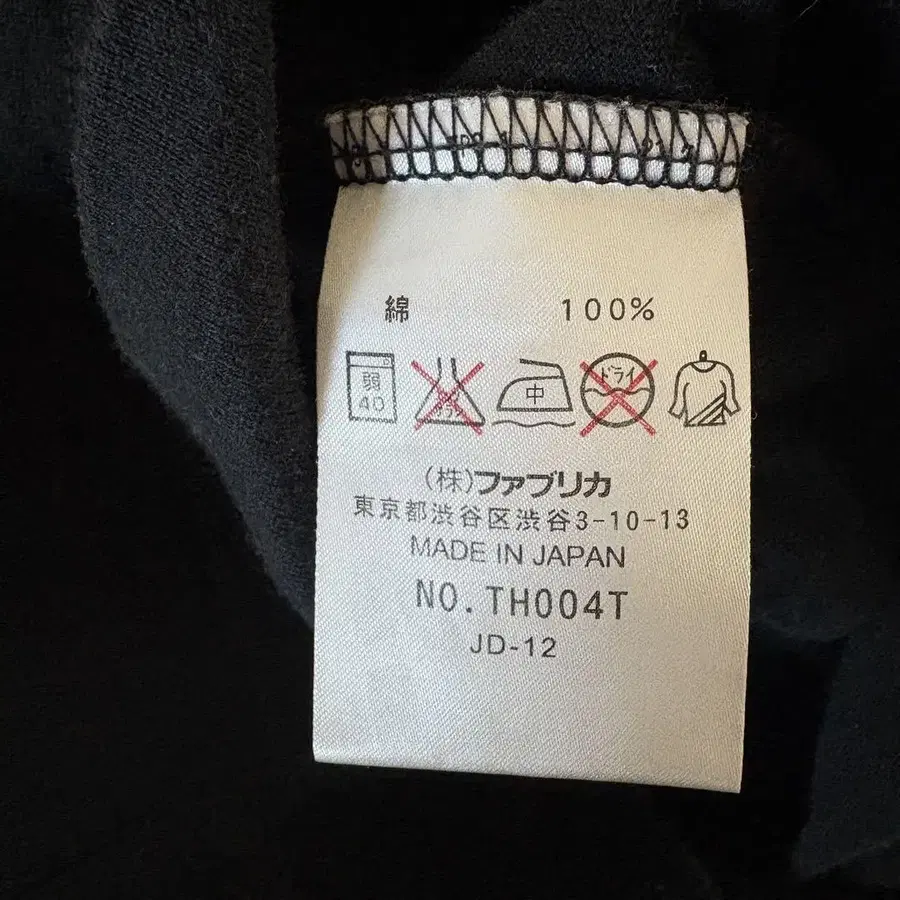 綿 100%
弱 40 中 ドライ
(株)ファブリカ
東京都渋谷区渋谷3-10-13
MADE IN JAPAN
NO. TH004T
JD-12